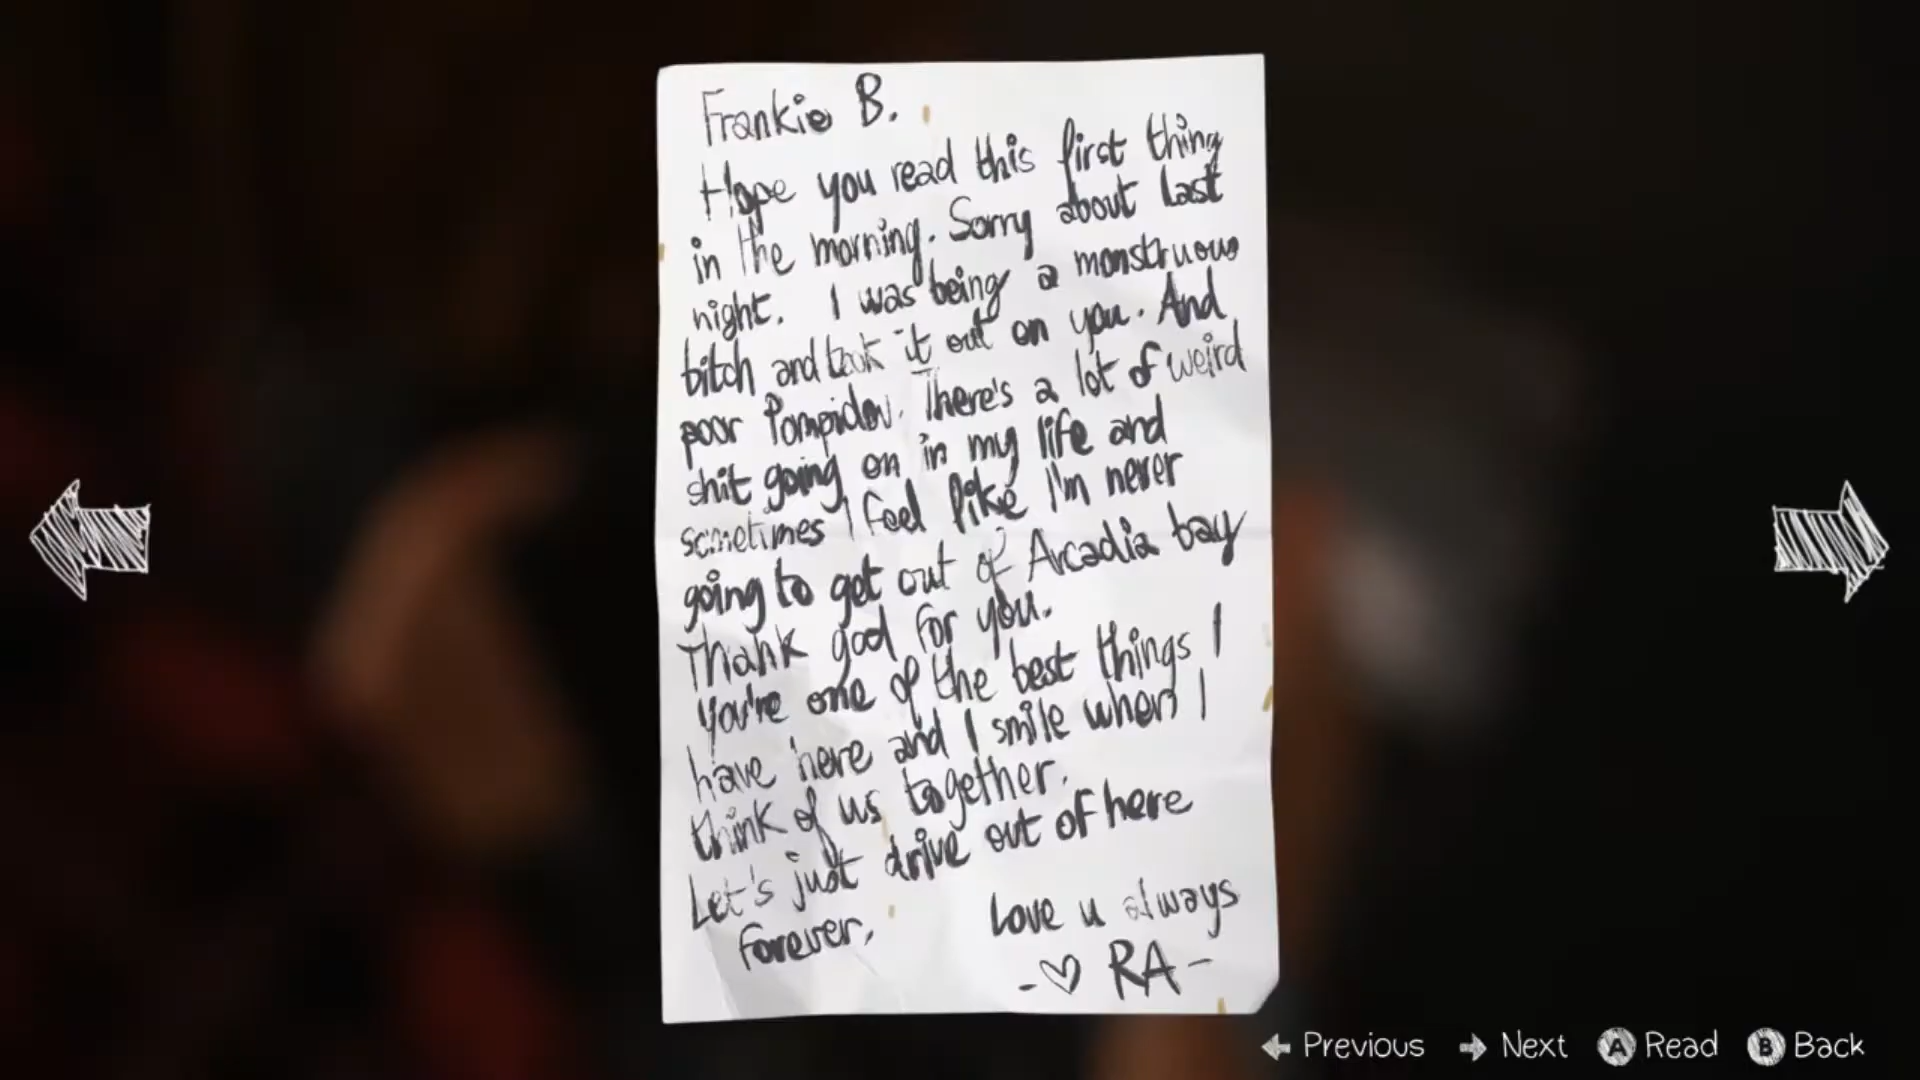 Frankie B.
Hope you read this first thing
in the morning. Sorry about last
night. I was being a monstruous
bitch and took it out on you. And
poor Pompidou. There's a lot of weird
shit going on in my life and
sometimes I feel like I'm never
going to get out of Arcadia bay
Thank god for you.
You're one of the best things I
have here and I smile when I
think of us together.
Let's just drive out of here
forever.
Love u always
-♡ RA-
Previous Next A Read B Back